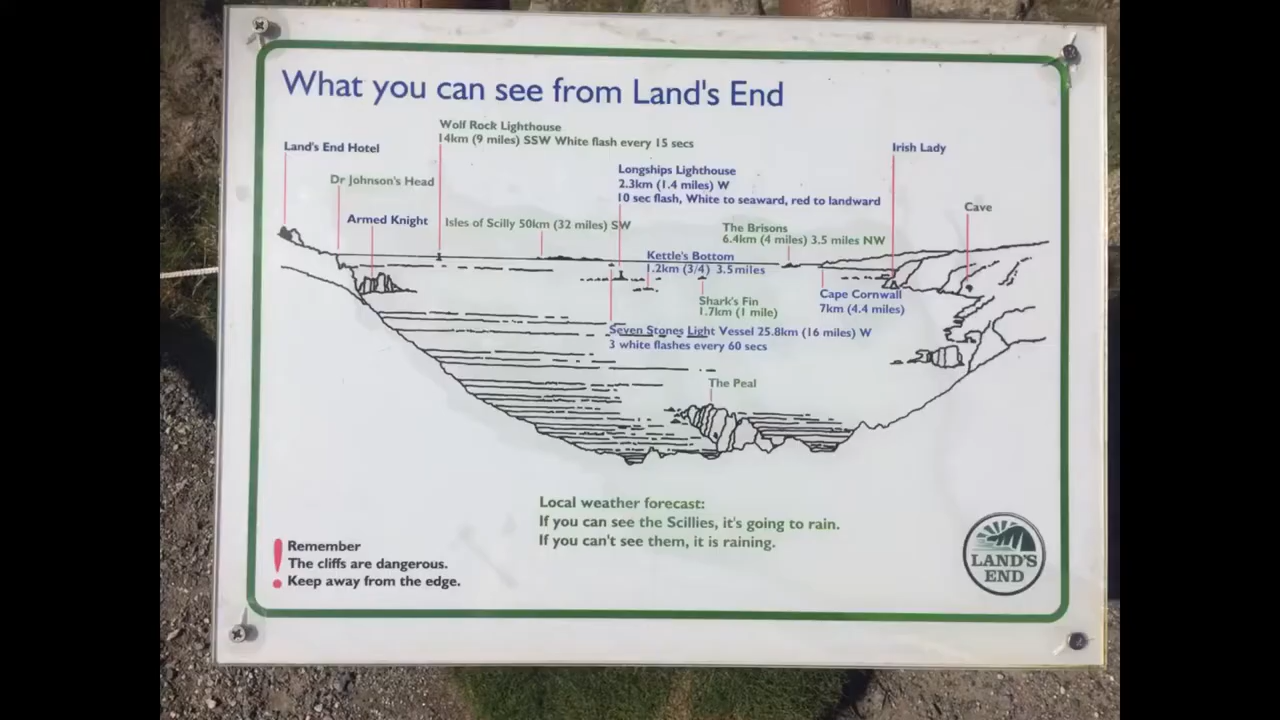 What you can see from Land's End
Wolf Rock Lighthouse
14km (9 miles) SSW White flash every 15 secs
Land's End Hotel
Irish Lady
Longships Lighthouse
2.3km (1.4 miles) W
10 sec flash, White to seaward, red to landward
Dr Johnson's Head
Cave
Armed Knight
Isles of Scilly 50km (32 miles) SW
The Brisons
6.4km (4 miles) 3.5 miles NW
Kettle's Bottom
1.2km (3/4) 3.5miles
Shark's Fin
1.7km (1 mile)
Cape Cornwall
7km (4.4 miles)
Seven Stones Light Vessel 25.8km (16 miles) W
3 white flashes every 60 secs
The Peal
Local weather forecast:
If you can see the Scillies, it's going to rain.
If you can't see them, it is raining.
! Remember
The cliffs are dangerous.
Keep away from the edge.
LAND'S
END